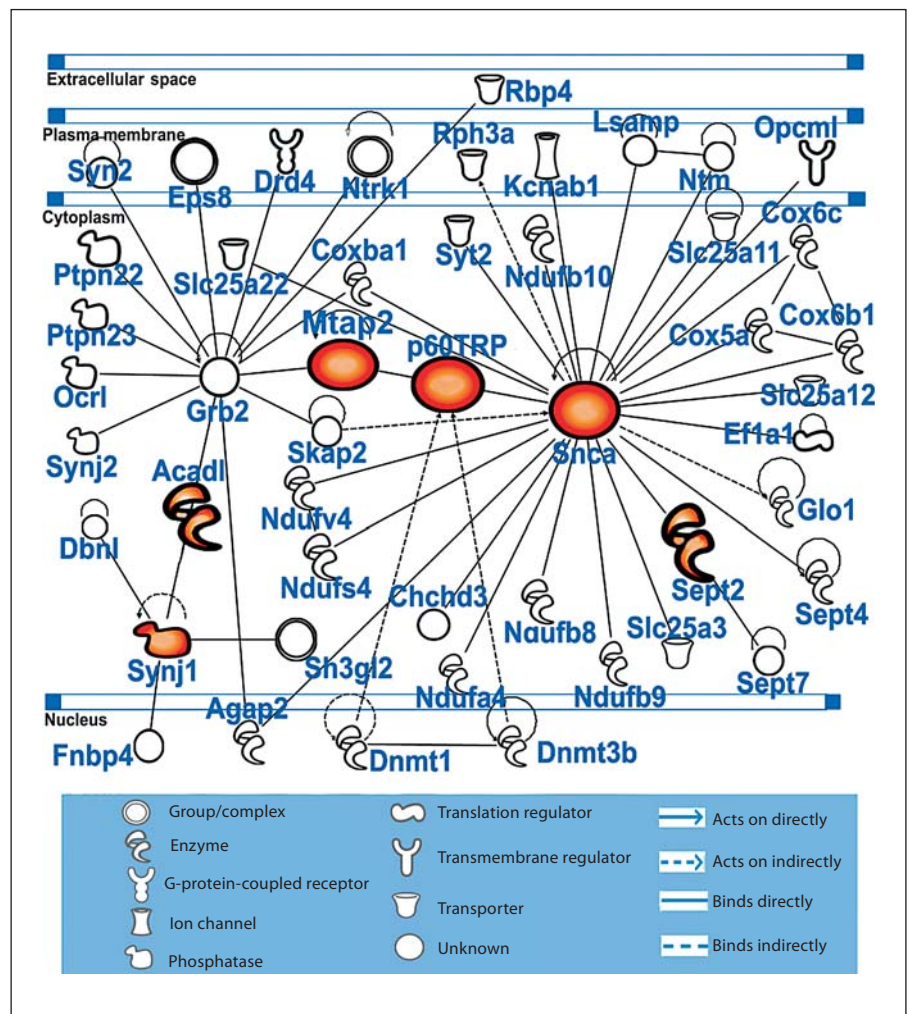 Extracellular space
Rbp4
Plasma membrane
Rph3a
Lsamp
Opcml
Syn2
Eps8
Drd4
Ntrk1
Kcnab1
Ntm
Cytoplasm
Cox6c
Ptpn22
Slc25a22
Coxba1
Syt2
Ndufb10
Slc25a11
Ptpn23
Mtap2
p60TRP
Cox5a
Cox6b1
Ocrl
Grb2
Slc25a12
Synj2
Acadl
Skap2
Snca
Ef1a1
Dbnl
Ndufv4
Glo1
Ndufs4
Chchd3
Ndufb8
Sept2
Sept4
Synj1
Sh3gl2
Slc25a3
Sept7
Ndufa4
Ndufb9
Nucleus
Agap2
Fnbp4
Dnmt1
Dnmt3b
Group/complex
Enzyme
G-protein-coupled receptor
Ion channel
Phosphatase
Translation regulator
Transmembrane regulator
Transporter
Unknown
Acts on directly
Acts on indirectly
Binds directly
Binds indirectly